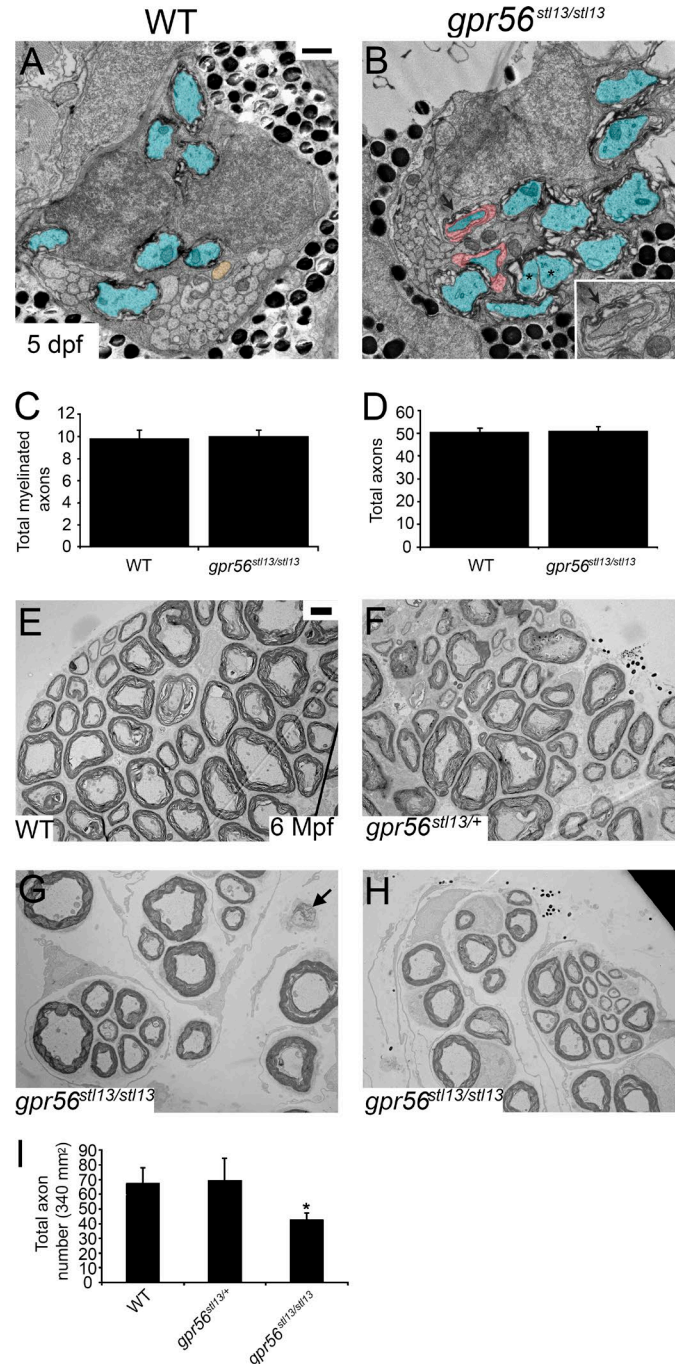 WT
gpr56stl13/stl13
A
B
5 dpf
*
*
C
D
Total myelinated
axons
12
10
8
6
4
2
0
WT
gpr56stl13/stl13
Total axons
60
50
40
30
20
10
0
WT
gpr56stl13/stl13
E
F
WT
6 Mpf
gpr56stl13/+
G
H
gpr56stl13/stl13
gpr56stl13/stl13
I
Total axon
number (340 mm²)
90
80
70
60
50
40
30
20
10
0
*
WT
gpr56stl13/+
gpr56stl13/stl13